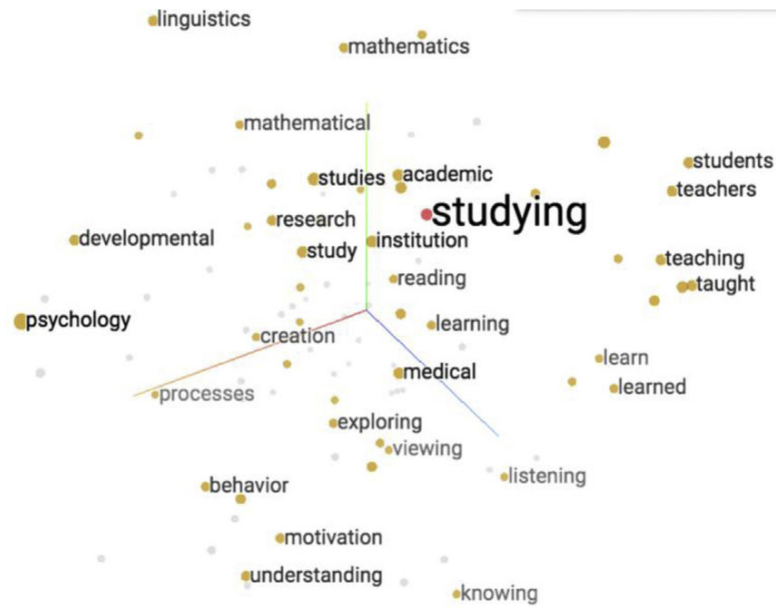 linguistics
mathematics
mathematical
students
academic
studies
teachers
studying
research
developmental
institution
study
teaching
reading
taught
psychology
learning
creation
learn
medical
learned
processes
exploring
viewing
listening
behavior
motivation
understanding
knowing